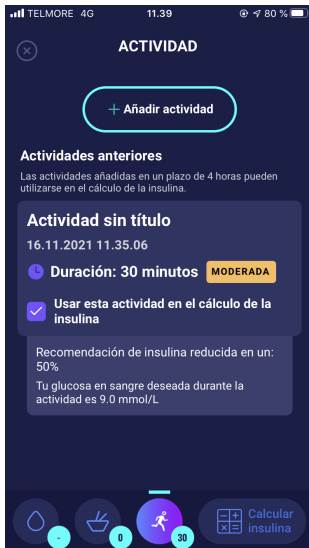 TELMORE 4G 11.39 80 %
ACTIVIDAD
+ Añadir actividad
Actividades anteriores
Las actividades añadidas en un plazo de 4 horas pueden
utilizarse en el cálculo de la insulina.
Actividad sin título
16.11.2021 11.35.06
Duración: 30 minutos MODERADA
Usar esta actividad en el cálculo de la
insulina
Recomendación de insulina reducida en un:
50%
Tu glucosa en sangre deseada durante la
actividad es 9.0 mmol/L
- 0 30
Calcular
insulina